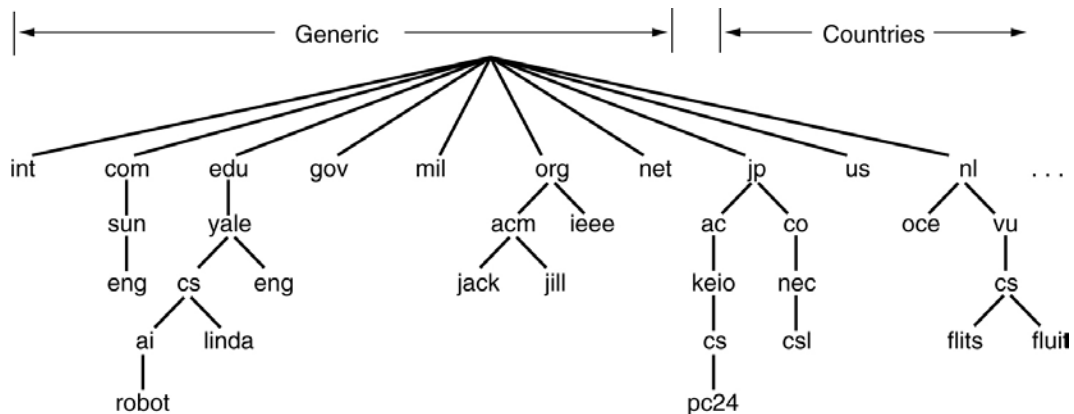 Generic Countries
int com edu gov mil org net jp us nl . . .
sun yale acm ieee ac co oce vu
eng cs eng jack jill keio nec cs
ai linda cs csl flits fluit
robot pc24